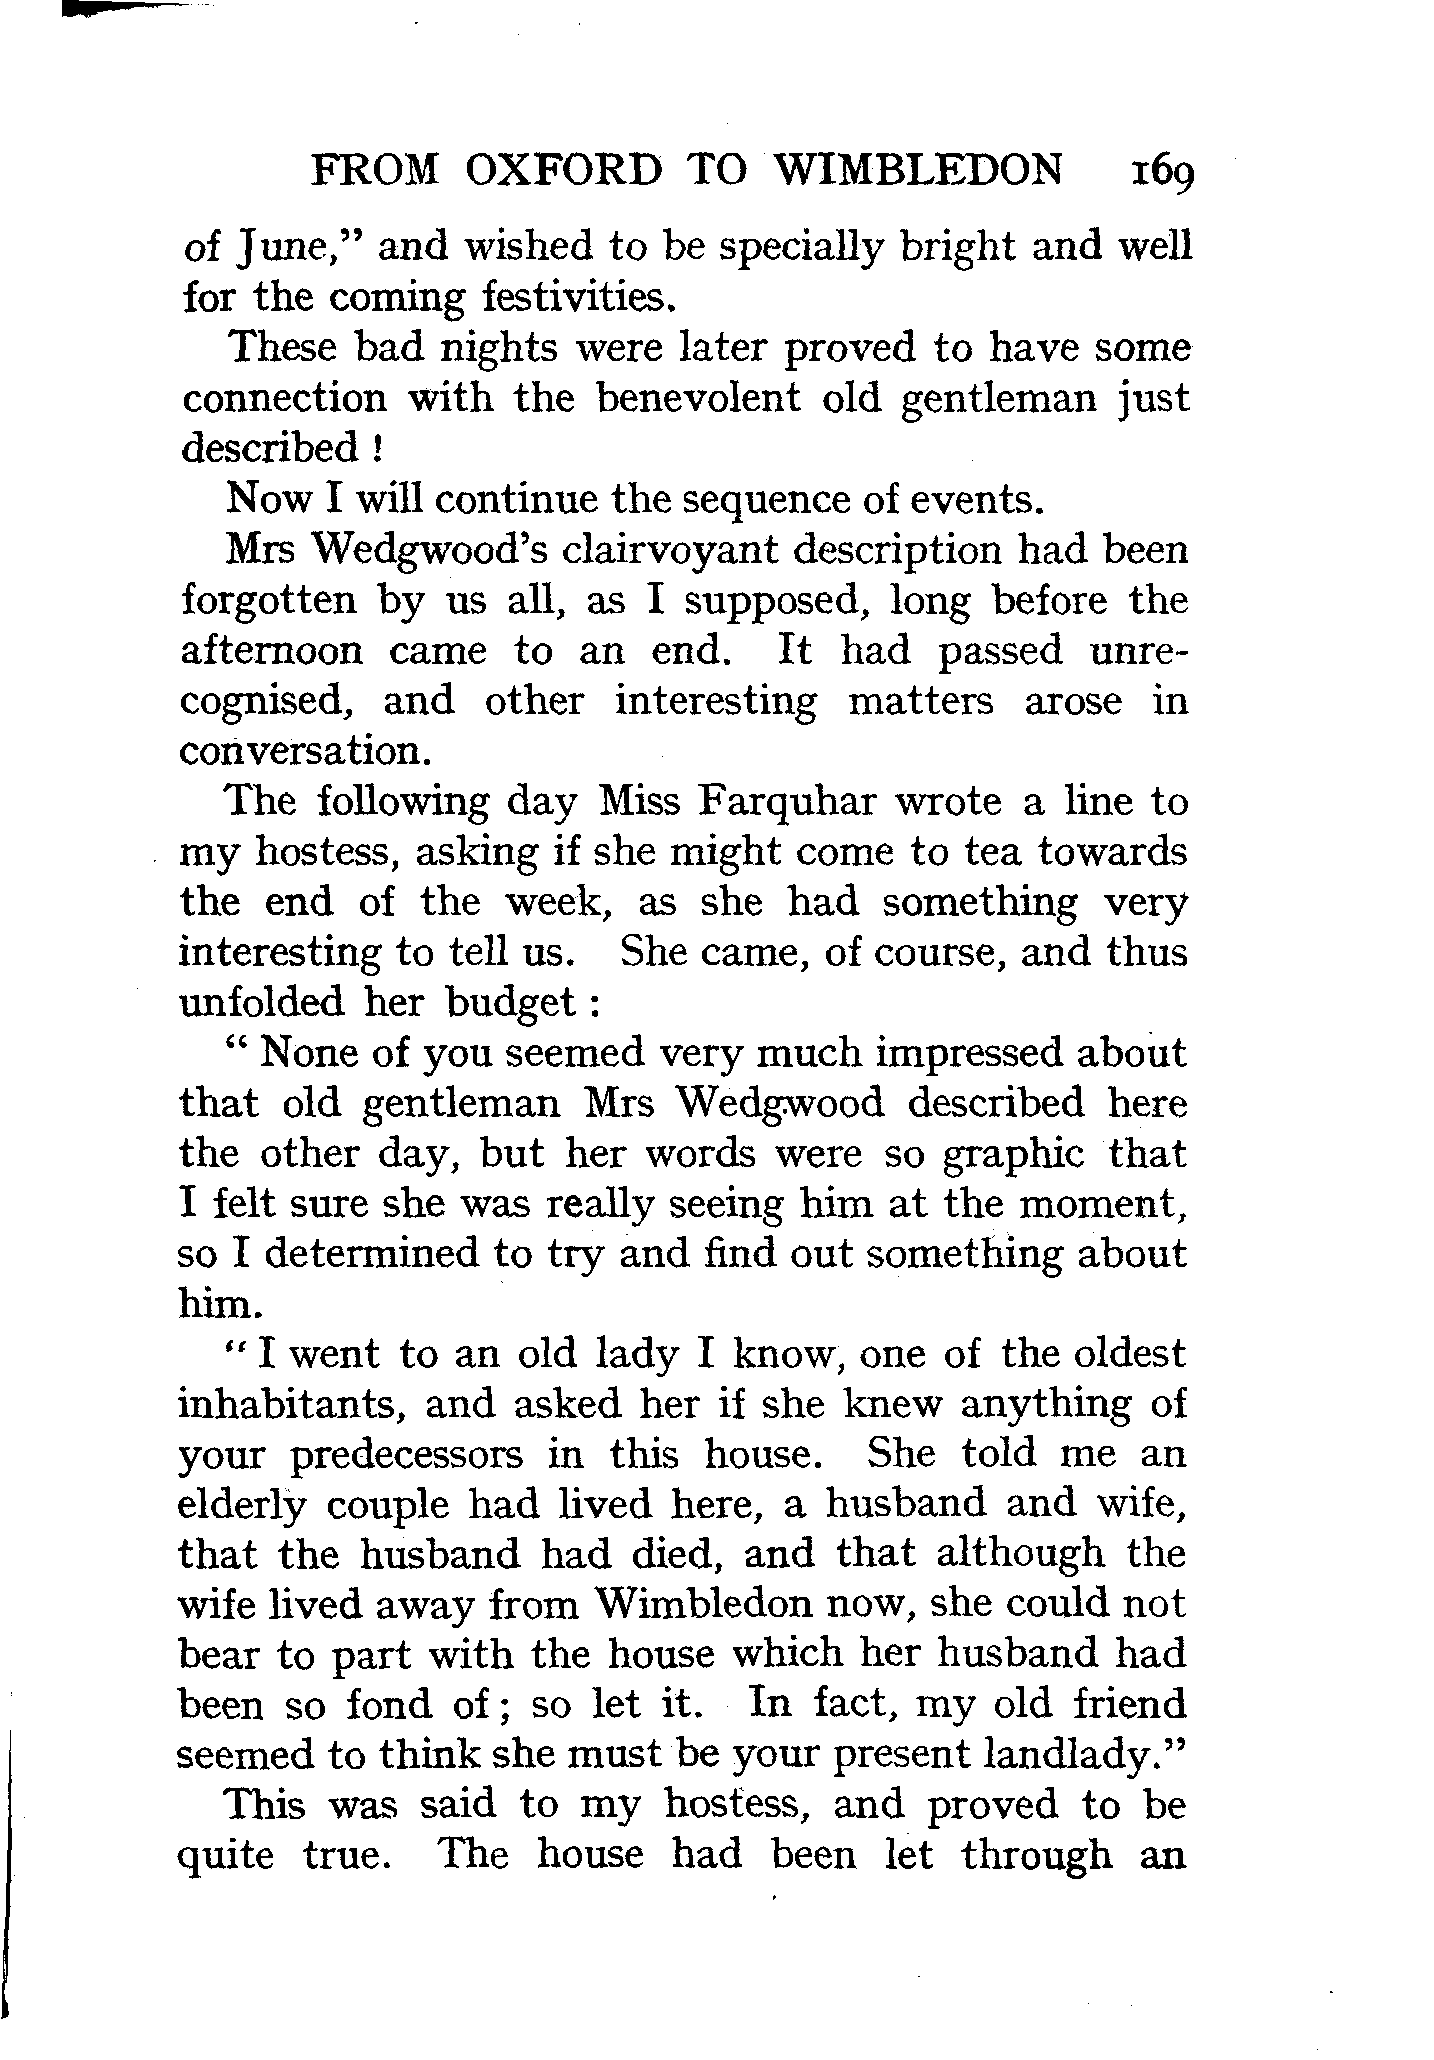 FROM OXFORD TO WIMBLEDON 169
of June,” and wished to be specially bright and well
for the coming festivities.
These bad nights were later proved to have some
connection with the benevolent old gentleman just
described !
Now I will continue the sequence of events.
Mrs Wedgwood's clairvoyant description had been
forgotten by us all, as I supposed, long before the
afternoon came to an end. It had passed unre-
cognised, and other interesting matters arose in
conversation.
The following day Miss Farquhar wrote a line to
my hostess, asking if she might come to tea towards
the end of the week, as she had something very
interesting to tell us. She came, of course, and thus
unfolded her budget :
“ None of you seemed very much impressed about
that old gentleman Mrs Wedgwood described here
the other day, but her words were so graphic that
I felt sure she was really seeing him at the moment,
so I determined to try and find out something about
him.
“ I went to an old lady I know, one of the oldest
inhabitants, and asked her if she knew anything of
your predecessors in this house. She told me an
elderly couple had lived here, a husband and wife,
that the husband had died, and that although the
wife lived away from Wimbledon now, she could not
bear to part with the house which her husband had
been so fond of ; so let it. In fact, my old friend
seemed to think she must be your present landlady.”
This was said to my hostess, and proved to be
quite true. The house had been let through an